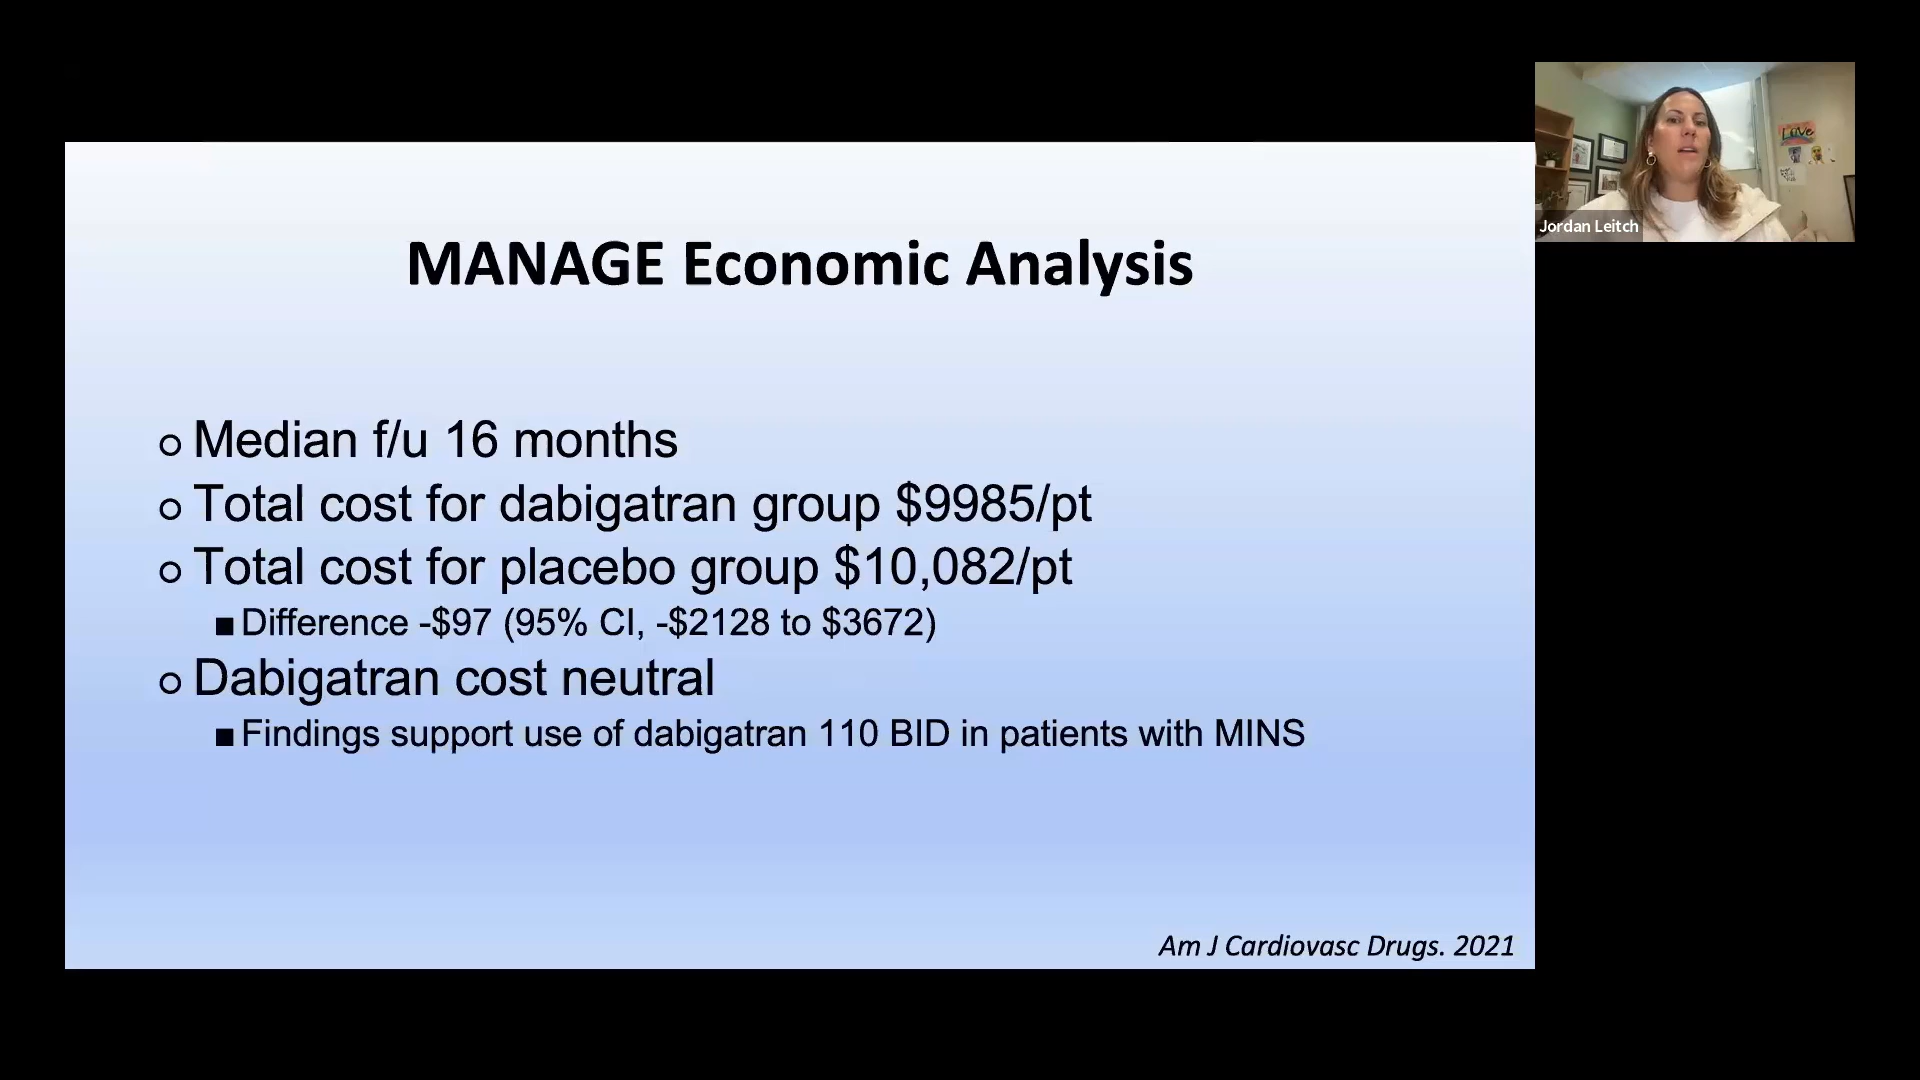 MANAGE Economic Analysis
Median f/u 16 months
Total cost for dabigatran group $9985/pt
Total cost for placebo group $10,082/pt
Difference -$97 (95% CI, -$2128 to $3672)
Dabigatran cost neutral
Findings support use of dabigatran 110 BID in patients with MINS
Am J Cardiovasc Drugs. 2021
LOVE
Jordan Leitch